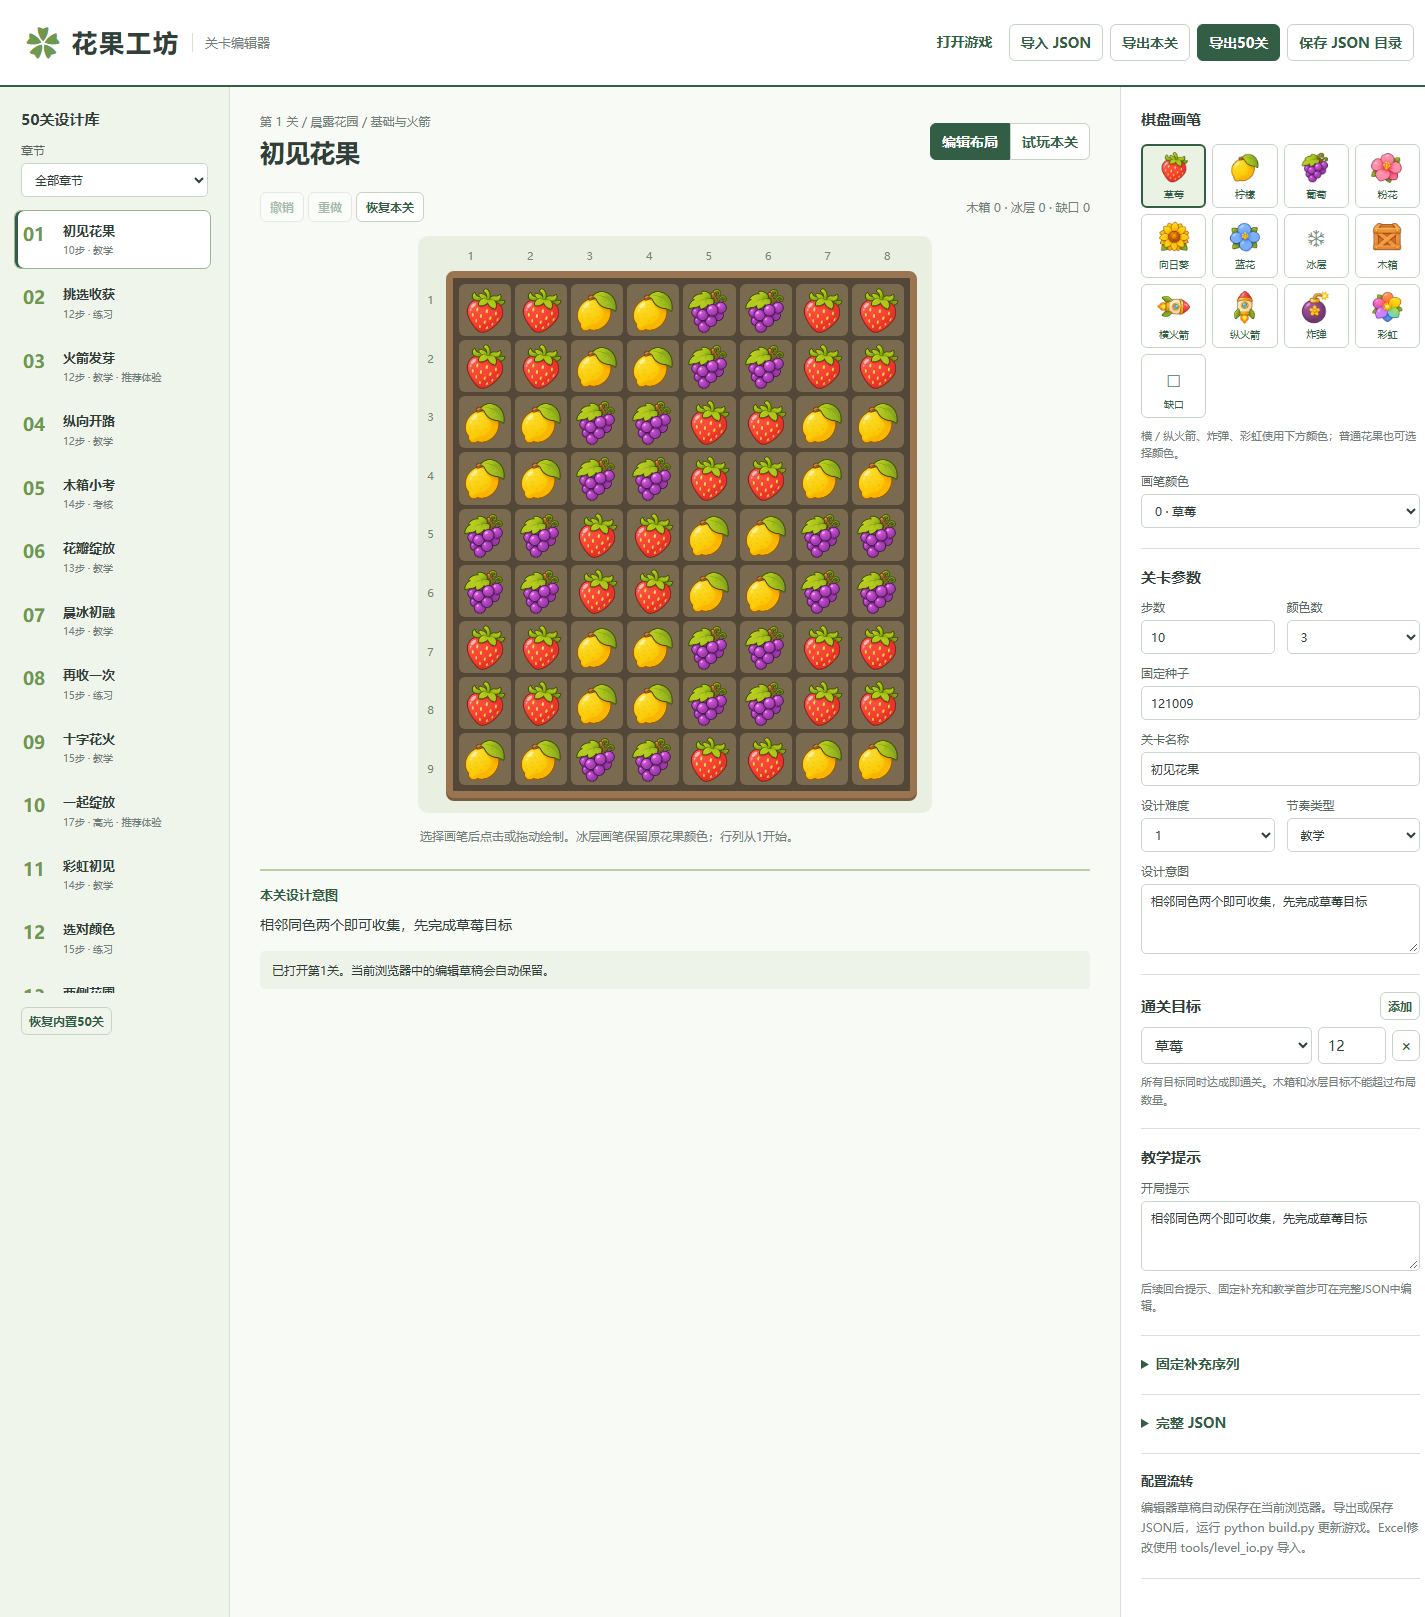 花果工坊
关卡编辑器
打开游戏
导入 JSON
导出本关
导出50关
保存 JSON 目录
50关设计库
章节
全部章节
01 初见花果
10步 · 教学
02 挑选收获
12步 · 练习
03 火箭发芽
12步 · 教学 · 推荐体验
04 纵向开路
12步 · 教学
05 木箱小考
14步 · 考核
06 花瓣绽放
13步 · 教学
07 晨冰初融
14步 · 教学
08 再收一次
15步 · 练习
09 十字花火
15步 · 教学
10 一起绽放
17步 · 高光 · 推荐体验
11 彩虹初见
14步 · 教学
12 选对颜色
15步 · 练习
恢复内置50关
第 1 关 / 晨露花园 / 基础与火箭
初见花果
编辑布局
试玩本关
撤销
重做
恢复本关
木箱 0 · 冰层 0 · 缺口 0
1 2 3 4 5 6 7 8
1
2
3
4
5
6
7
8
9
选择画笔后点击或拖动绘制。冰层画笔保留原花果颜色；行列从1开始。
本关设计意图
相邻同色两个即可收集，先完成草莓目标
已打开第1关。当前浏览器中的编辑草稿会自动保留。
棋盘画笔
草莓 柠檬 葡萄 粉花
向日葵 蓝花 冰层 木箱
横火箭 纵火箭 炸弹 彩虹
缺口
横 / 纵火箭、炸弹、彩虹使用下方颜色；普通花果也可选
择颜色。
画笔颜色
0 · 草莓
关卡参数
步数 颜色数
10 3
固定种子
121009
关卡名称
初见花果
设计难度 节奏类型
1 教学
设计意图
相邻同色两个即可收集，先完成草莓目标
通关目标
添加
草莓 12 ×
所有目标同时达成即通关。木箱和冰层目标不能超过布局
数量。
教学提示
开局提示
相邻同色两个即可收集，先完成草莓目标
后续回合提示、固定补充和教学首步可在完整JSON中编
辑。
固定补充序列
完整 JSON
配置流转
编辑器草稿自动保存在当前浏览器。导出或保存
JSON后，运行 python build.py 更新游戏。Excel修
改使用 tools/level_io.py 导入。